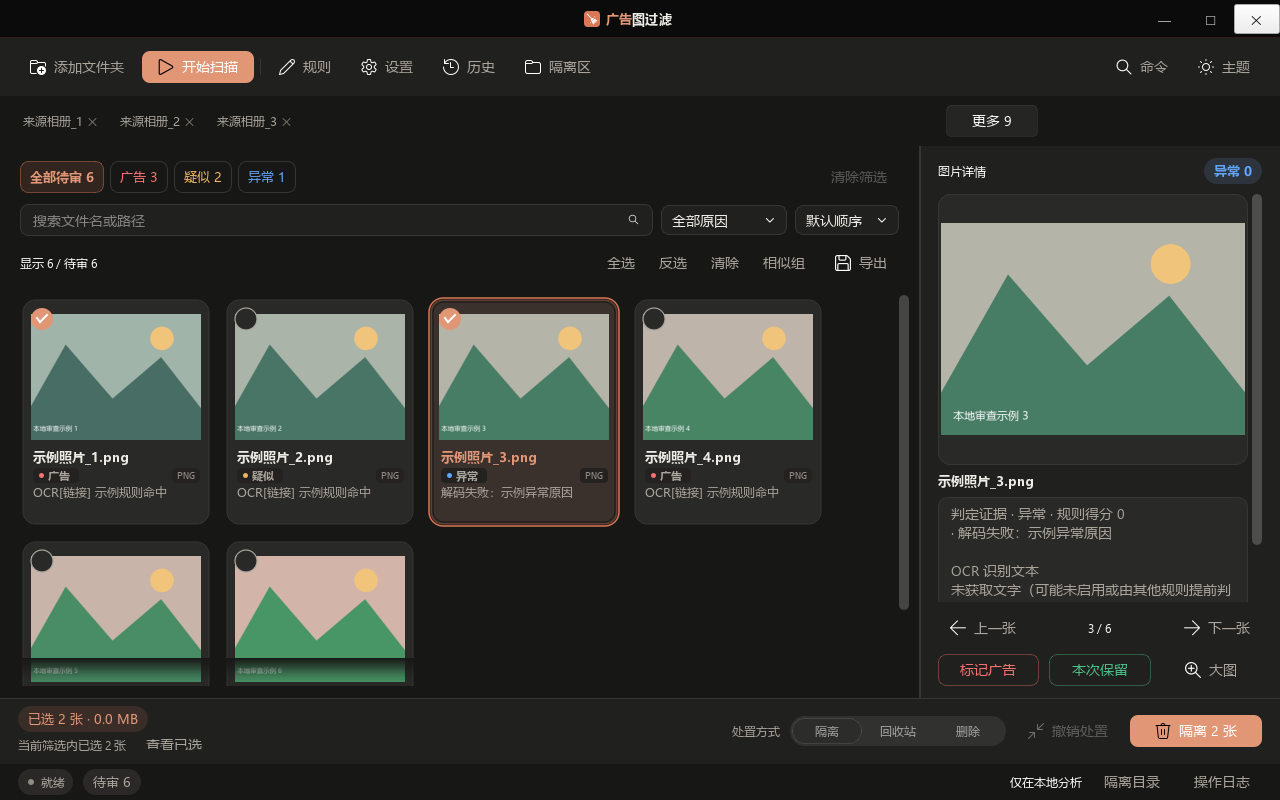 广告图过滤
添加文件夹 开始扫描 规则 设置 历史 隔离区 命令 主题
来源相册_1 来源相册_2 来源相册_3 更多 9
全部待审 6 广告 3 疑似 2 异常 1 清除筛选
搜索文件名或路径 全部原因 默认顺序
显示 6 / 待审 6 全选 反选 清除 相似组 导出
本地审查示例 1 本地审查示例 2 本地审查示例 3 本地审查示例 4
示例照片_1.png 示例照片_2.png 示例照片_3.png 示例照片_4.png
广告 PNG 疑似 PNG 异常 PNG 广告 PNG
OCR[链接] 示例规则命中 OCR[链接] 示例规则命中 解码失败：示例异常原因 OCR[链接] 示例规则命中
本地审查示例 5 本地审查示例 6
图片详情 异常 0
本地审查示例 3
示例照片_3.png
判定证据 · 异常 · 规则得分 0
· 解码失败：示例异常原因
OCR 识别文本
未获取文字（可能未启用或由其他规则提前判
上一张 3 / 6 下一张
标记广告 本次保留 大图
已选 2 张 · 0.0 MB
当前筛选内已选 2 张 查看已选
处置方式 隔离 回收站 删除 撤销处置 隔离 2 张
就绪 待审 6 仅在本地分析 隔离目录 操作日志